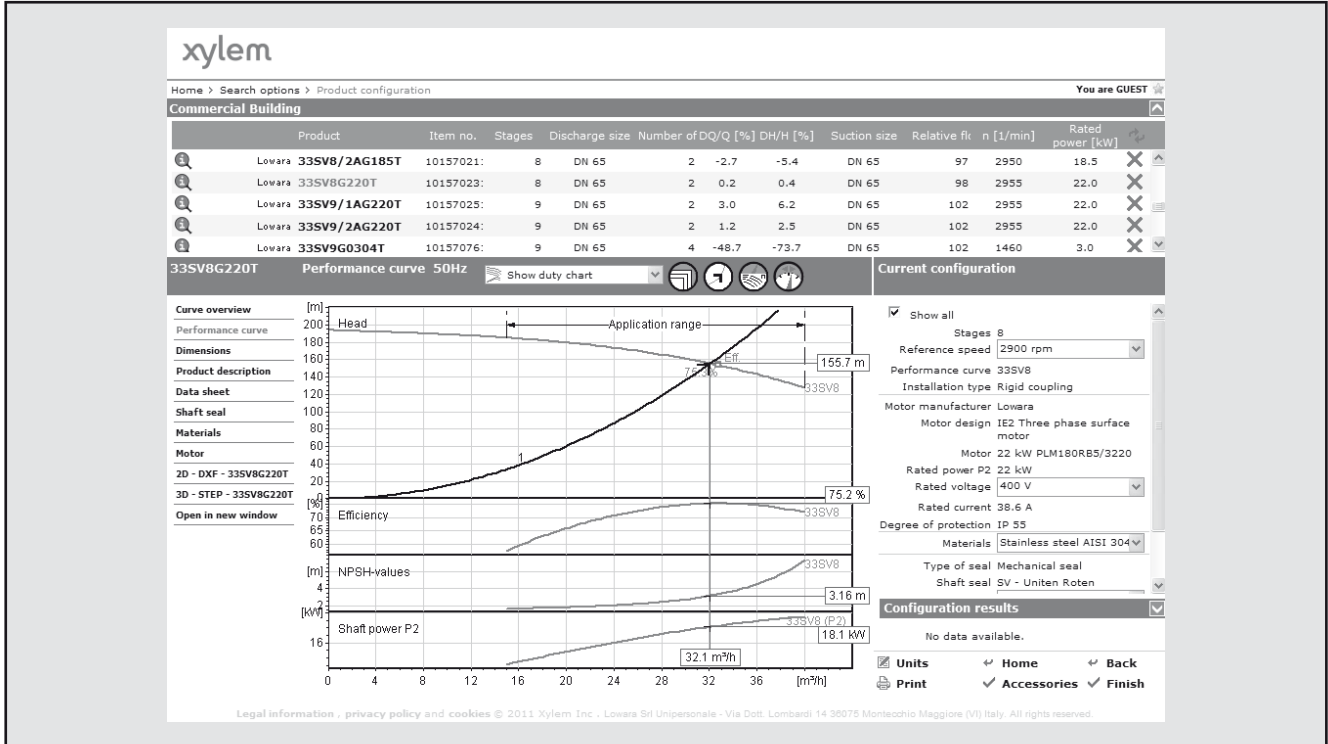 xylem
Home > Search options > Product configuration You are GUEST
Commercial Building
Product Item no. Stages Discharge size Number of DQ/Q [%] DH/H [%] Suction size Relative flo n [1/min] Rated power [kW]
Lowara 33SV8/2AG185T 10157021: 8 DN 65 2 -2.7 -5.4 DN 65 97 2950 18.5
Lowara 33SV8G220T 10157023: 8 DN 65 2 0.2 0.4 DN 65 98 2955 22.0
Lowara 33SV9/1AG220T 10157025: 9 DN 65 2 3.0 6.2 DN 65 102 2955 22.0
Lowara 33SV9/2AG220T 10157024: 9 DN 65 2 1.2 2.5 DN 65 102 2955 22.0
Lowara 33SV9G0304T 10157076: 9 DN 65 4 -48.7 -73.7 DN 65 102 1460 3.0
33SV8G220T Performance curve 50Hz Show duty chart
Curve overview
Performance curve
Dimensions
Product description
Data sheet
Shaft seal
Materials
Motor
2D - DXF - 33SV8G220T
3D - STEP - 33SV8G220T
Open in new window
[m]
Head
Application range
200
180
160
140
120
100
80
60
40
20
0
Eff.
75.3%
155.7 m
33SV8
1
75.2 %
[%]
Efficiency
70
65
60
33SV8
[m]
NPSH-values
4
2
33SV8
3.16 m
[kW]
Shaft power P2
16
33SV8 (P2)
18.1 kW
32.1 m³/h
0 4 8 12 16 20 24 28 32 36 [m³/h]
Current configuration
Show all
Stages 8
Reference speed 2900 rpm
Performance curve 33SV8
Installation type Rigid coupling
Motor manufacturer Lowara
Motor design IE2 Three phase surface
motor
Motor 22 kW PLM180RB5/3220
Rated power P2 22 kW
Rated voltage 400 V
Rated current 38.6 A
Degree of protection IP 55
Materials Stainless steel AISI 304
Type of seal Mechanical seal
Shaft seal SV - Uniten Roten
Configuration results
No data available.
Units Home Back
Print Accessories Finish
Legal information , privacy policy and cookies © 2011 Xylem Inc . Lowara Srl Unipersonale - Via Dott. Lombardi 14 36075 Montecchio Maggiore (VI) Italy. All rights reserved.